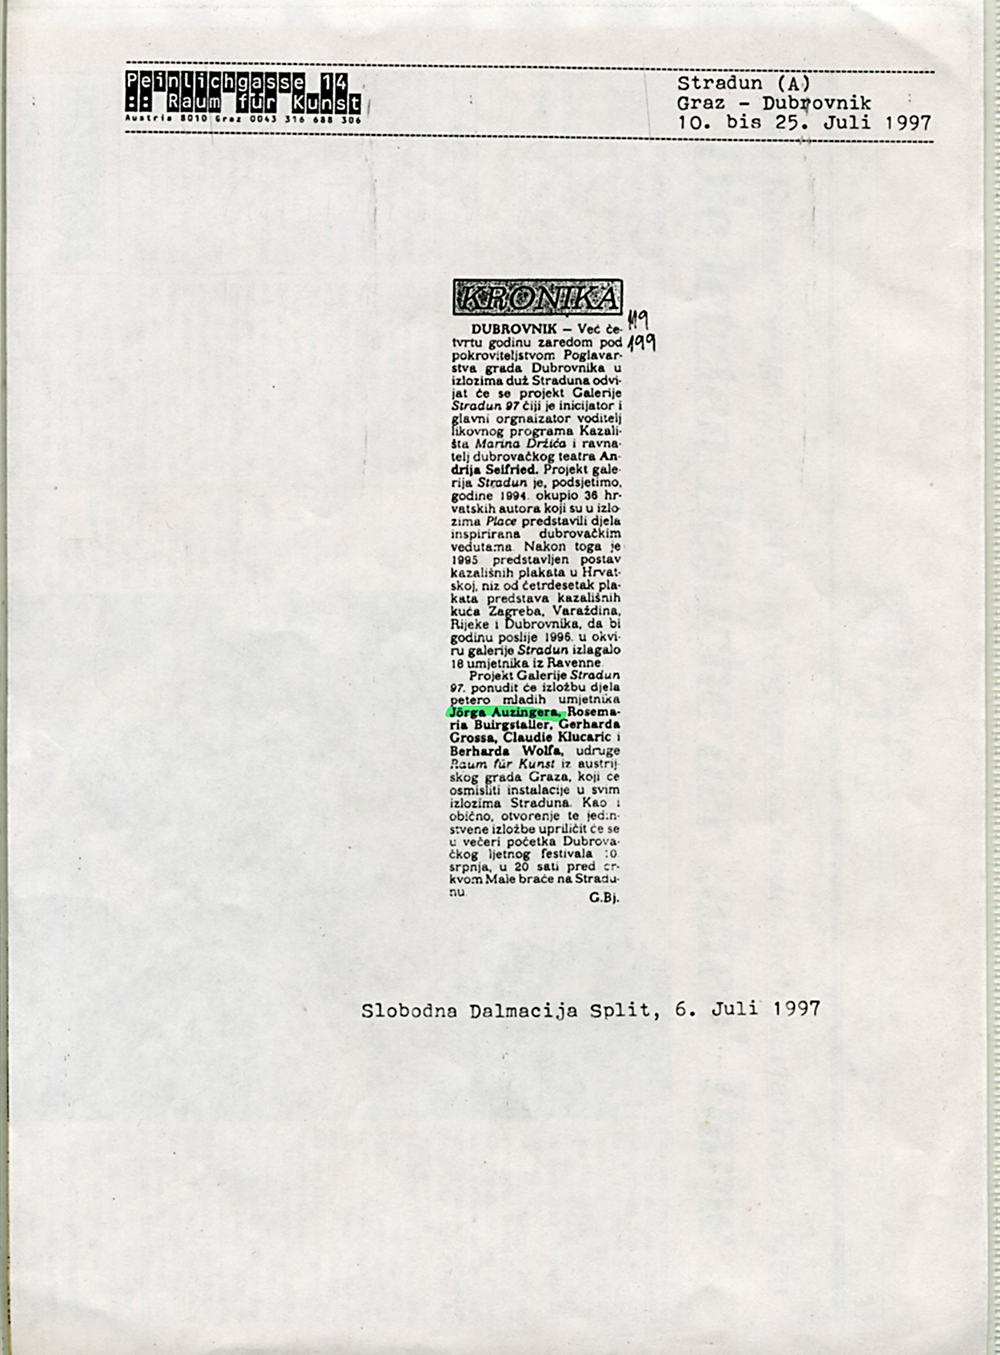 Peinlichgasse 14
:: Raum für Kunst
Austria 8010 Graz 0043 316 688 306
Stradun (A)
Graz - Dubrovnik
10. bis 25. Juli 1997
KRONIKA
DUBROVNIK – Već če-
tvrtu godinu zaredom pod
pokroviteljstvom Poglavar-
stva grada Dubrovnika u
izlozima duž Straduna odvi-
jat će se projekt Galerije
Stradun 97 čiji je inicijator i
glavni orgnaizator voditelj
likovnog programa Kazali-
šta Marina Držića i ravna-
telj dubrovačkog teatra An-
drija Seifried. Projekt gale-
rija Stradun je, podsjetimo,
godine 1994. okupio 36 hr-
vatskih autora koji su u izlo-
zima Place predstavili djela
inspirirana dubrovačkim
vedutama. Nakon toga je
1995 predstavljen postav
kazališnih plakata u Hrvat-
skoj, niz od četrdesetak pla-
kata predstava kazališnih
kuća Zagreba, Varaždina,
Rijeke i Dubrovnika, da bi
godinu poslije 1996. u okvi-
ru galerije Stradun izlagalo
18 umjetnika iz Ravenne.
Projekt Galerije Stradun
97. ponudit će izložbu djela
petero mladih umjetnika
Jörga Auzingera, Rosema-
ria Buirgstaller, Gerharda
Grossa, Claudie Klucaric i
Berharda Wolfa, udruge
Raum für Kunst iz austrij-
skog grada Graza, koji će
osmisliti instalacije u svim
izlozima Straduna. Kao i
obično, otvorenje te jedin-
stvene izložbe upriličit će se
u večeri početka Dubrova-
čkog ljetnog festivala 10.
srpnja, u 20 sati pred cr-
kvom Male braće na Stradu-
nu.
G.Bj.
Slobodna Dalmacija Split, 6. Juli 1997